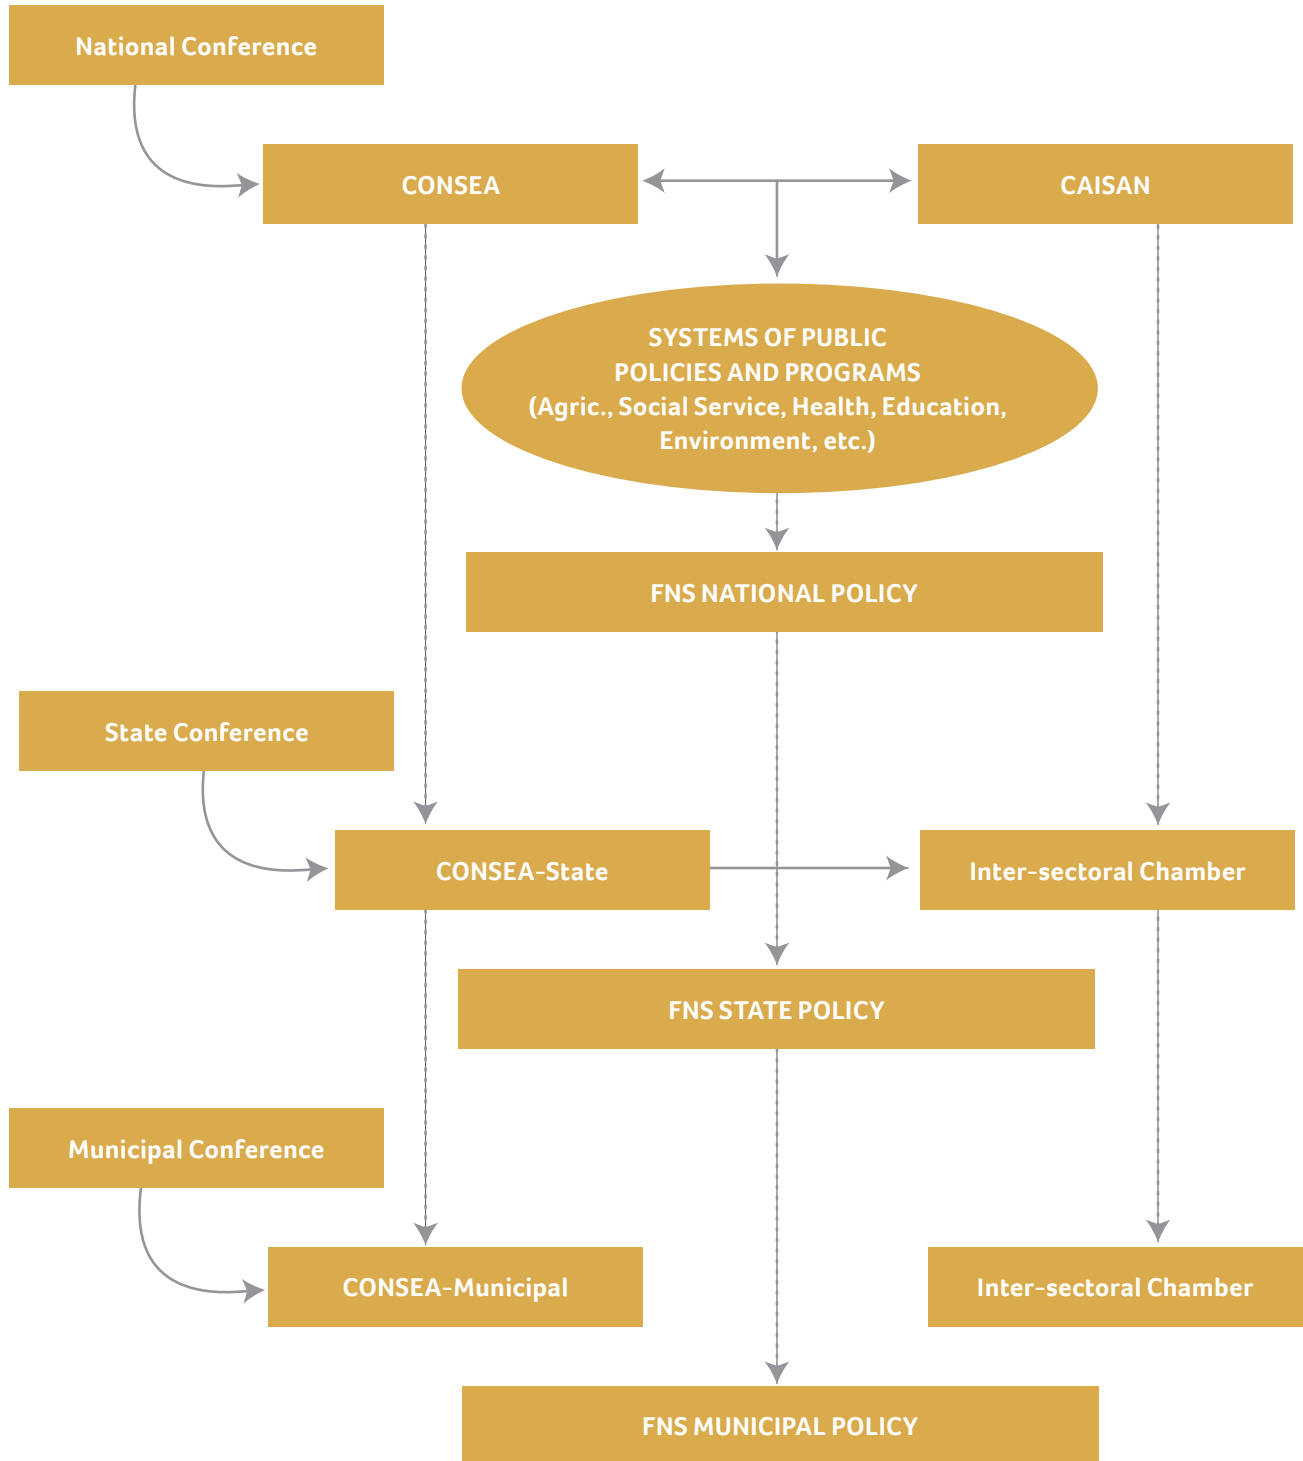 National Conference
CONSEA
CAISAN
SYSTEMS OF PUBLIC
POLICIES AND PROGRAMS
(Agric., Social Service, Health, Education,
Environment, etc.)
FNS NATIONAL POLICY
State Conference
CONSEA-State
Inter-sectoral Chamber
FNS STATE POLICY
Municipal Conference
CONSEA-Municipal
Inter-sectoral Chamber
FNS MUNICIPAL POLICY